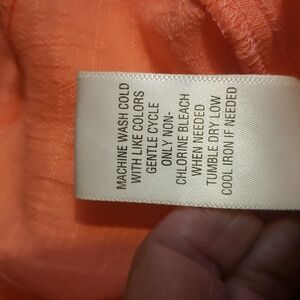 MACHINE WASH COLD
WITH LIKE COLORS
GENTLE CYCLE
ONLY NON-
CHLORINE BLEACH
WHEN NEEDED
TUMBLE DRY LOW
COOL IRON IF NEEDED